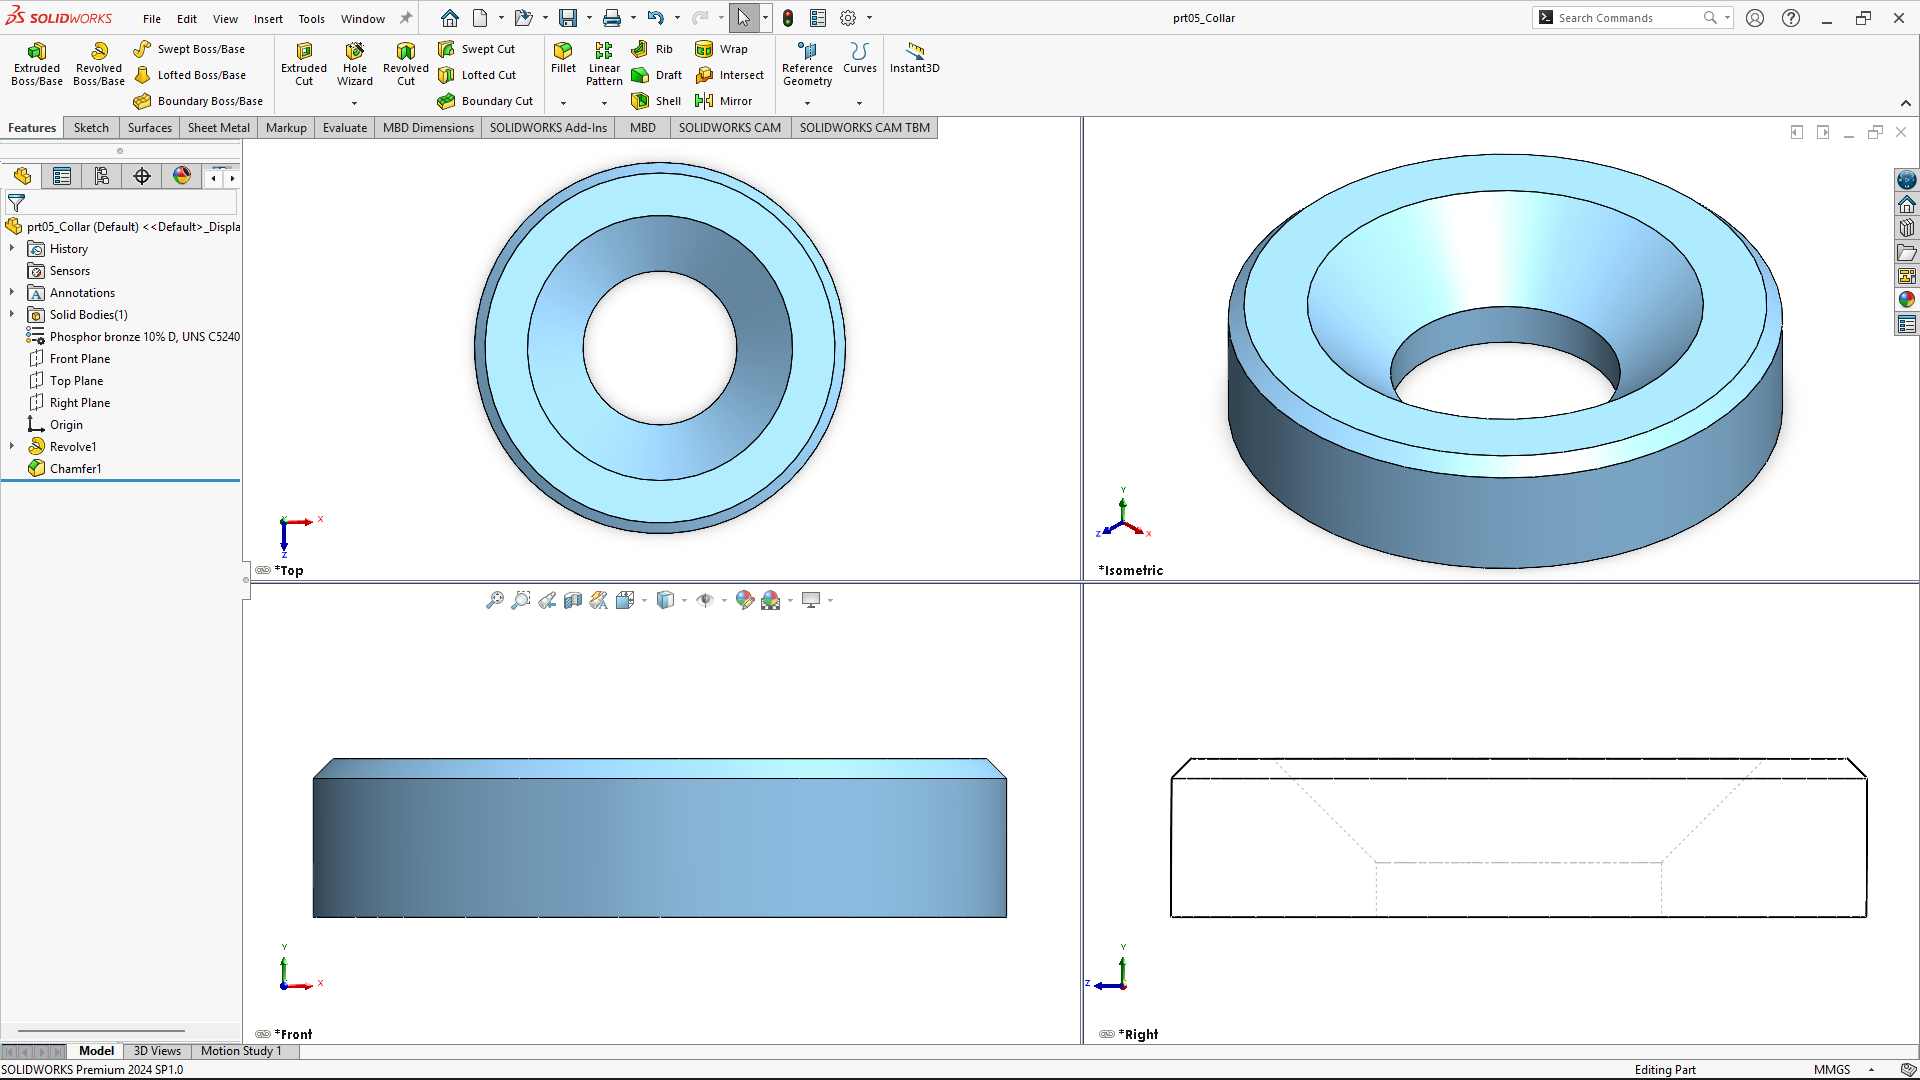 SOLIDWORKS File Edit View Insert Tools Window prt05_Collar Search Commands
Extruded Boss/Base
Revolved Boss/Base
Swept Boss/Base
Lofted Boss/Base
Boundary Boss/Base
Extruded Cut
Hole Wizard
Revolved Cut
Swept Cut
Lofted Cut
Boundary Cut
Fillet
Linear Pattern
Rib
Draft
Shell
Wrap
Intersect
Mirror
Reference Geometry
Curves
Instant3D
Features Sketch Surfaces Sheet Metal Markup Evaluate MBD Dimensions SOLIDWORKS Add-Ins MBD SOLIDWORKS CAM SOLIDWORKS CAM TBM
prt05_Collar (Default) <<Default>_Displa
History
Sensors
Annotations
Solid Bodies(1)
Phosphor bronze 10% D, UNS C5240
Front Plane
Top Plane
Right Plane
Origin
Revolve1
Chamfer1
Y X Z
*Top
Y Z X
*Isometric
Y X
*Front
Y Z
*Right
Model 3D Views Motion Study 1
SOLIDWORKS Premium 2024 SP1.0 Editing Part MMGS